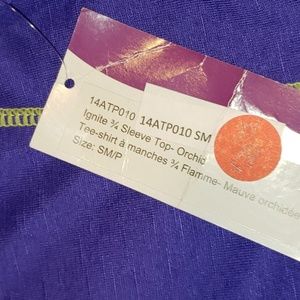 14ATP010 14ATP010 SM
Ignite ¾ Sleeve Top- Orchid
Tee-shirt à manches ¾ Flamme- Mauve orchidée
Size: SM/P